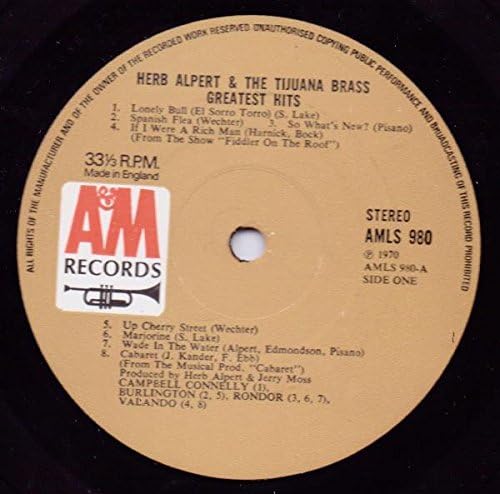 ALL RIGHTS OF THE MANUFACTURER AND OF THE OWNER OF THE RECORDED WORK RESERVED. UNAUTHORISED COPYING PUBLIC PERFORMANCE AND BROADCASTING OF THIS RECORD PROHIBITED
HERB ALPERT & THE TIJUANA BRASS
GREATEST HITS
1. Lonely Bull (El Sorro Torro) (S. Lake)
2. Spanish Flea (Wechter) 3. So What's New? (Pisano)
4. If I Were A Rich Man (Harnick, Bock)
(From The Show "Fiddler On The Roof")
33⅓ R.P.M.
Made in England
A&M
RECORDS
STEREO
AMLS 980
℗ 1970
AMLS 980-A
SIDE ONE
5. Up Cherry Street (Wechter)
6. Marjorine (S. Lake)
7. Wade In The Water (Alpert, Edmondson, Pisano)
8. Cabaret (J. Kander, F. Ebb)
(From The Musical Prod. "Cabaret")
Produced by Herb Alpert & Jerry Moss
CAMPBELL CONNELLY (1),
BURLINGTON (2, 5), RONDOR (3, 6, 7),
VALANDO (4, 8)